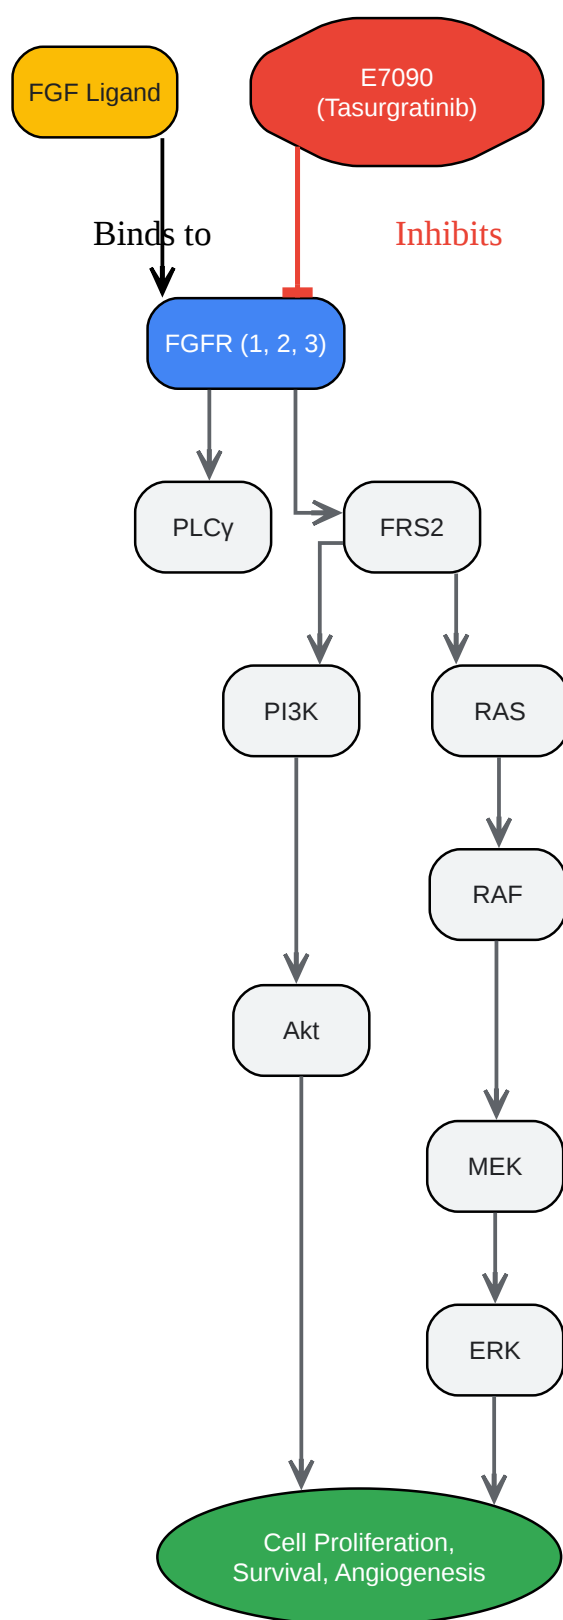 FGF Ligand
E7090
(Tasurgratinib)
Binds to
Inhibits
FGFR (1, 2, 3)
PLCγ
FRS2
PI3K
RAS
RAF
Akt
MEK
ERK
Cell Proliferation,
Survival, Angiogenesis